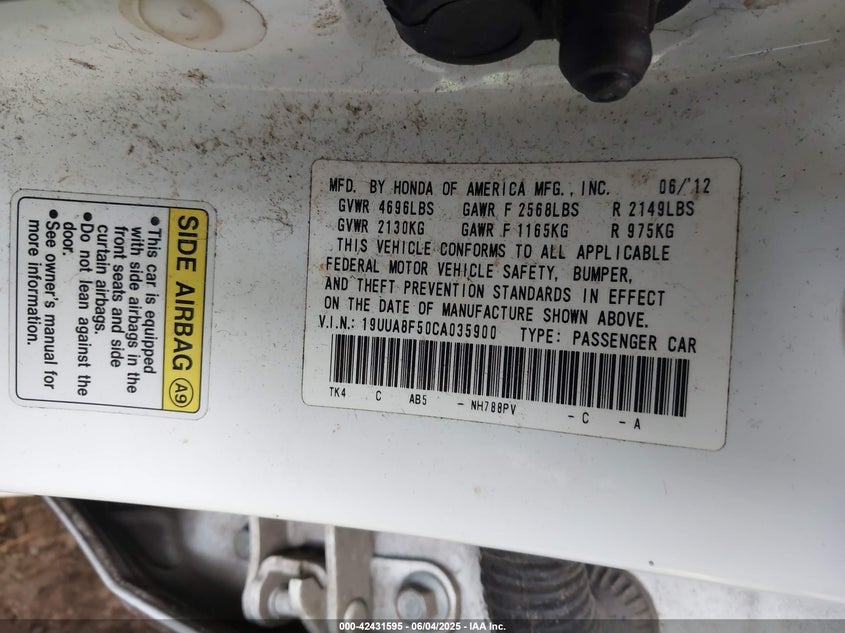 MFD. BY HONDA OF AMERICA MFG., INC. 06/'12
GVWR 4696LBS GAWR F 2568LBS R 2149LBS
GVWR 2130KG GAWR F 1165KG R 975KG
THIS VEHICLE CONFORMS TO ALL APPLICABLE
FEDERAL MOTOR VEHICLE SAFETY, BUMPER,
AND THEFT PREVENTION STANDARDS IN EFFECT
ON THE DATE OF MANUFACTURE SHOWN ABOVE.
V.I.N.: 19UUA8F50CA035900 TYPE: PASSENGER CAR
TK4 C AB5 - NH788PV - C - A
SIDE AIRBAG A9
•This car is equipped
with side airbags in the
front seats and side
curtain airbags.
•Do not lean against the
door.
•See owner's manual for
more information.
000-42431595 - 06/04/2025 - IAA Inc.